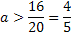 a > 16/20 = 4/5